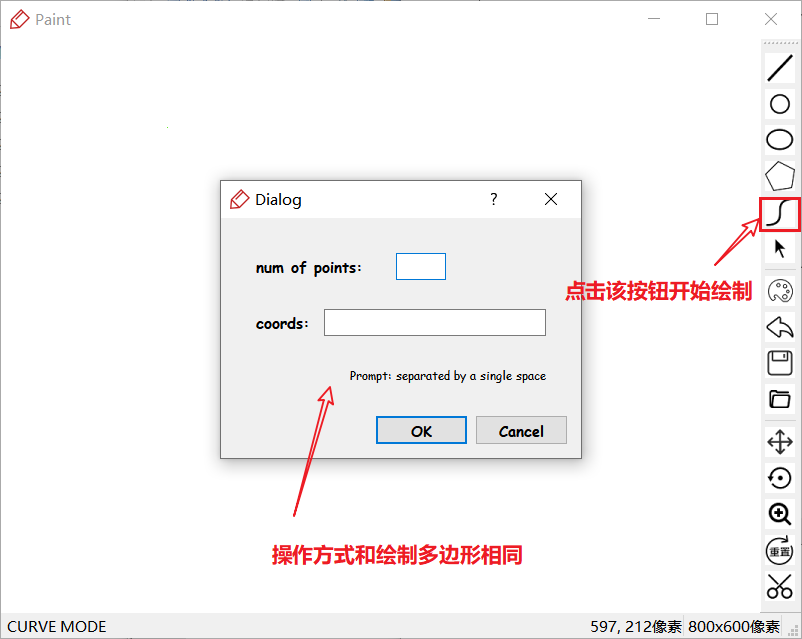 Paint
Dialog
?
num of points:
点击该按钮开始绘制
coords:
Prompt: separated by a single space
OK
Cancel
重置
操作方式和绘制多边形相同
CURVE MODE
597, 212像素
800x600像素